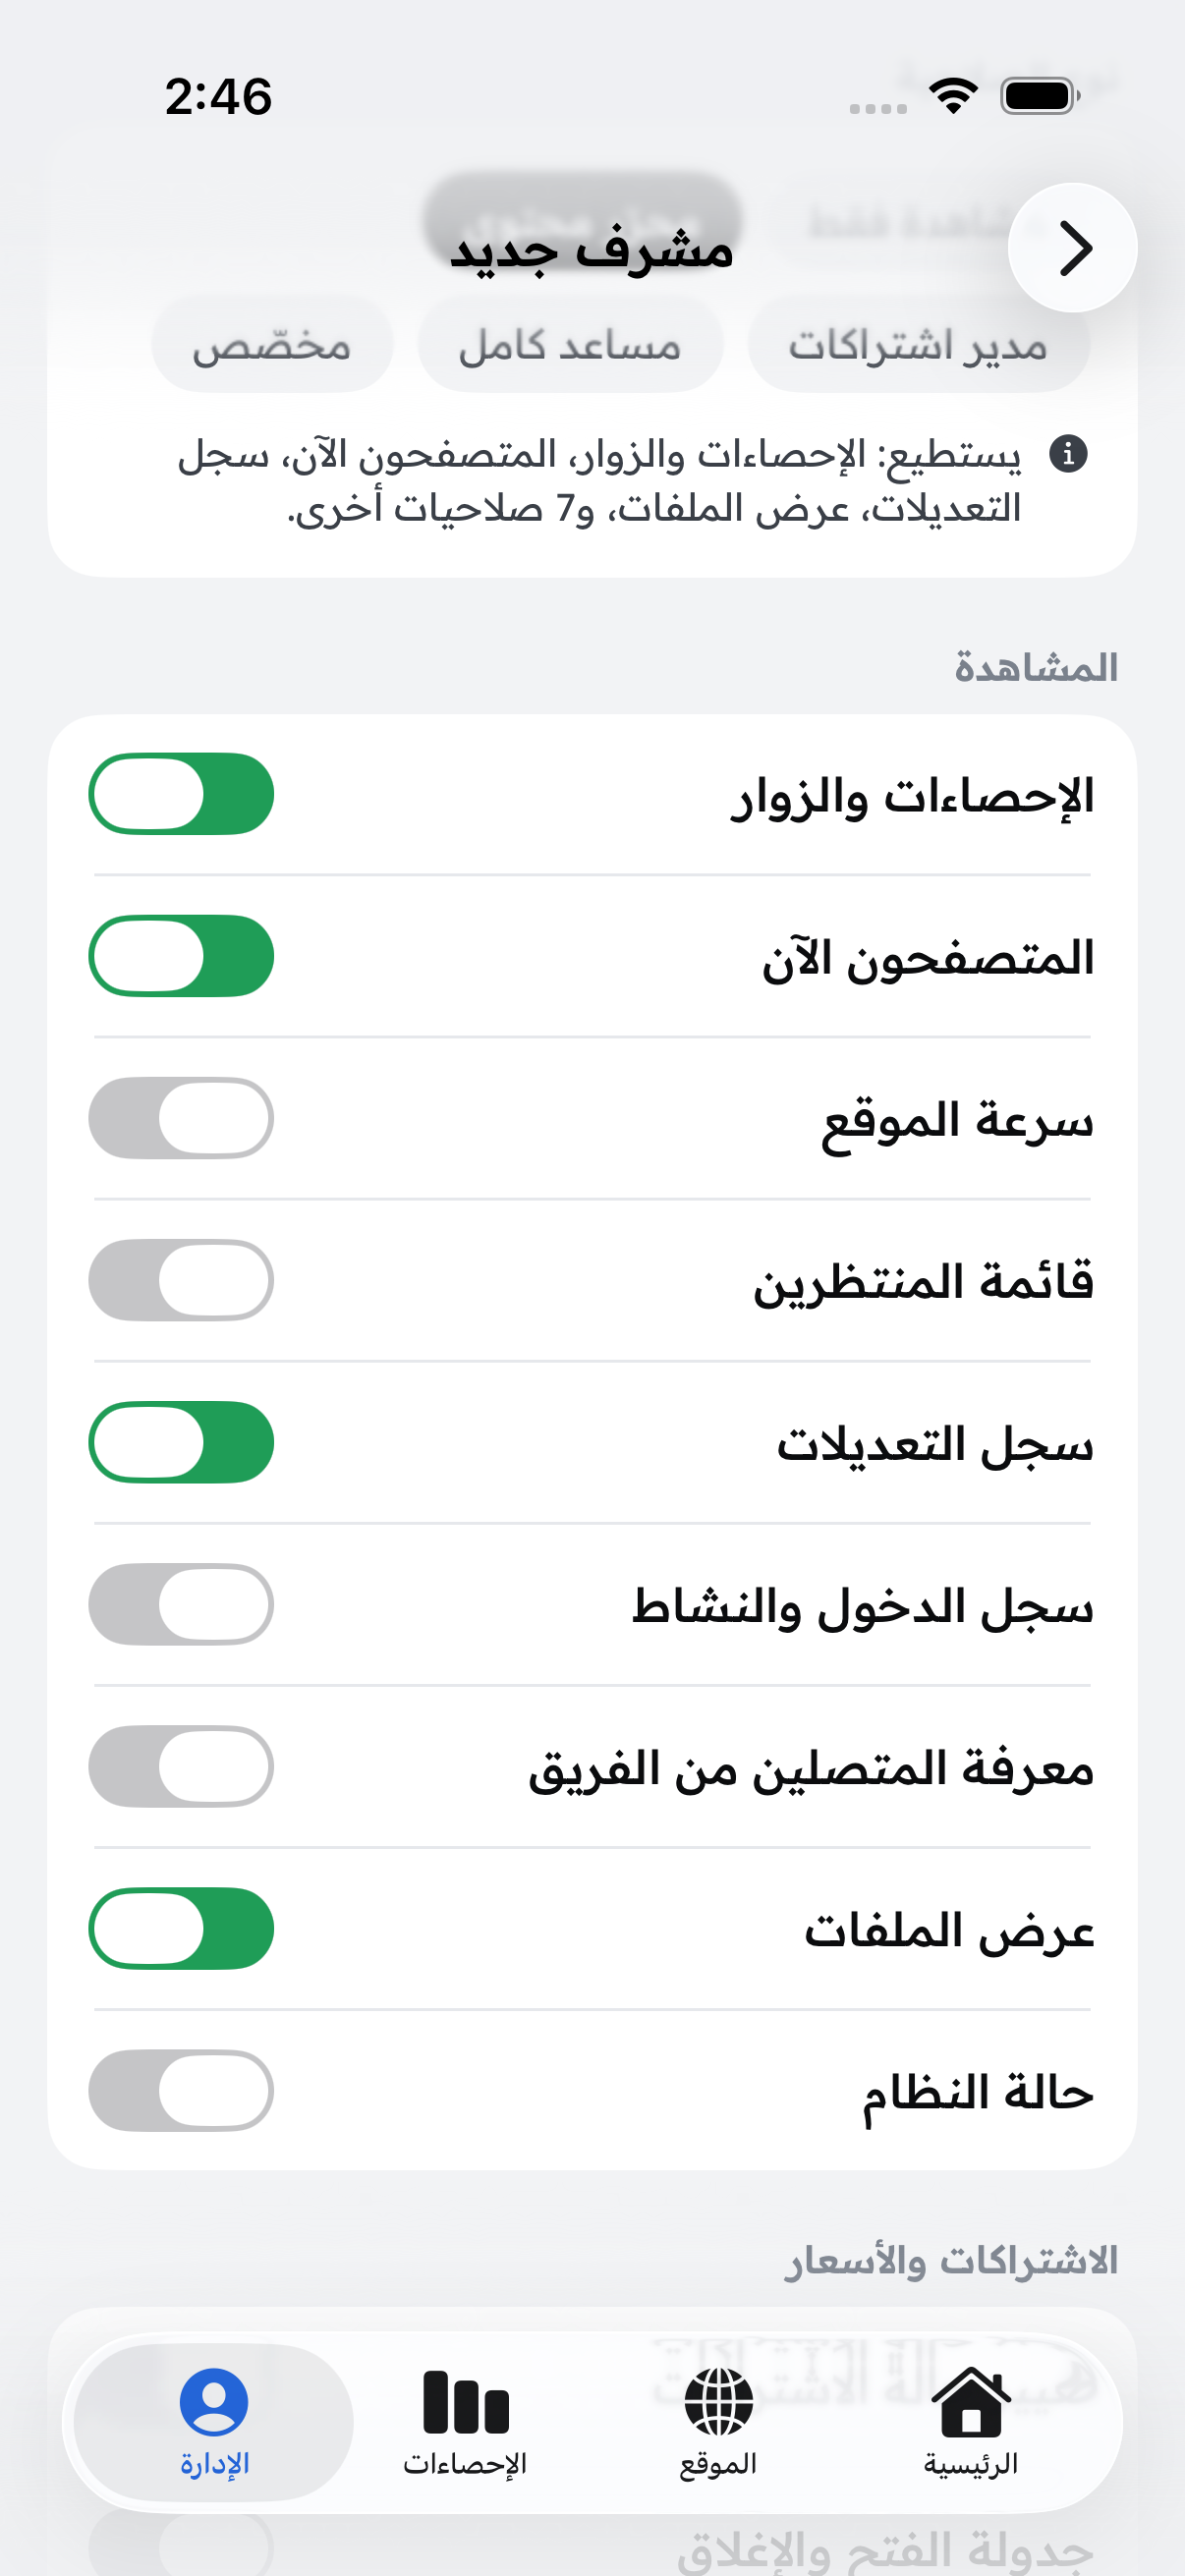 2:46
محرّر محتوى
مشرف جديد
مدير اشتراكات
مساعد كامل
مخصّص
يستطيع: الإحصاءات والزوار، المتصفحون الآن، سجل
التعديلات، عرض الملفات، و7 صلاحيات أخرى.
المشاهدة
الإحصاءات والزوار
المتصفحون الآن
سرعة الموقع
قائمة المنتظرين
سجل التعديلات
سجل الدخول والنشاط
معرفة المتصلين من الفريق
عرض الملفات
حالة النظام
الاشتراكات والأسعار
الرئيسية
الموقع
الإحصاءات
الإدارة
جدولة الفتح والإغلاق